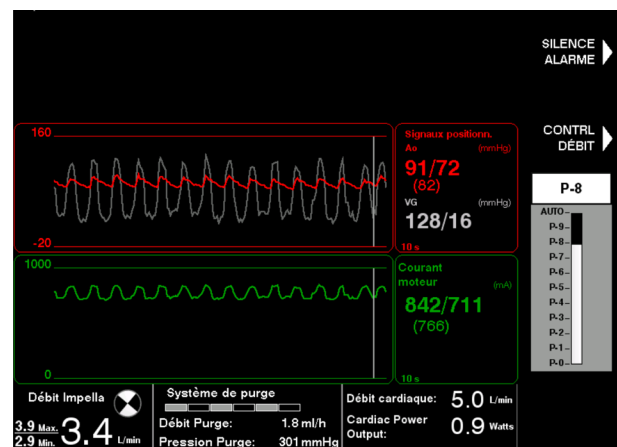 SILENCE
ALARME
160
-20
Signaux positionn.
Ao (mmHg)
91/72
(82)
VG (mmHg)
128/16
10 s
CONTRL
DÉBIT
P-8
AUTO
P-9
P-8
P-7
P-6
P-5
P-4
P-3
P-2
P-1
P-0
1000
0
Courant
moteur (mA)
842/711
(766)
10 s
Débit Impella
3.9 Max.
2.9 Min.
3.4 L/min
Système de purge
Débit Purge: 1.8 ml/h
Pression Purge: 301 mmHg
Débit cardiaque: 5.0 L/min
Cardiac Power
Output: 0.9 Watts